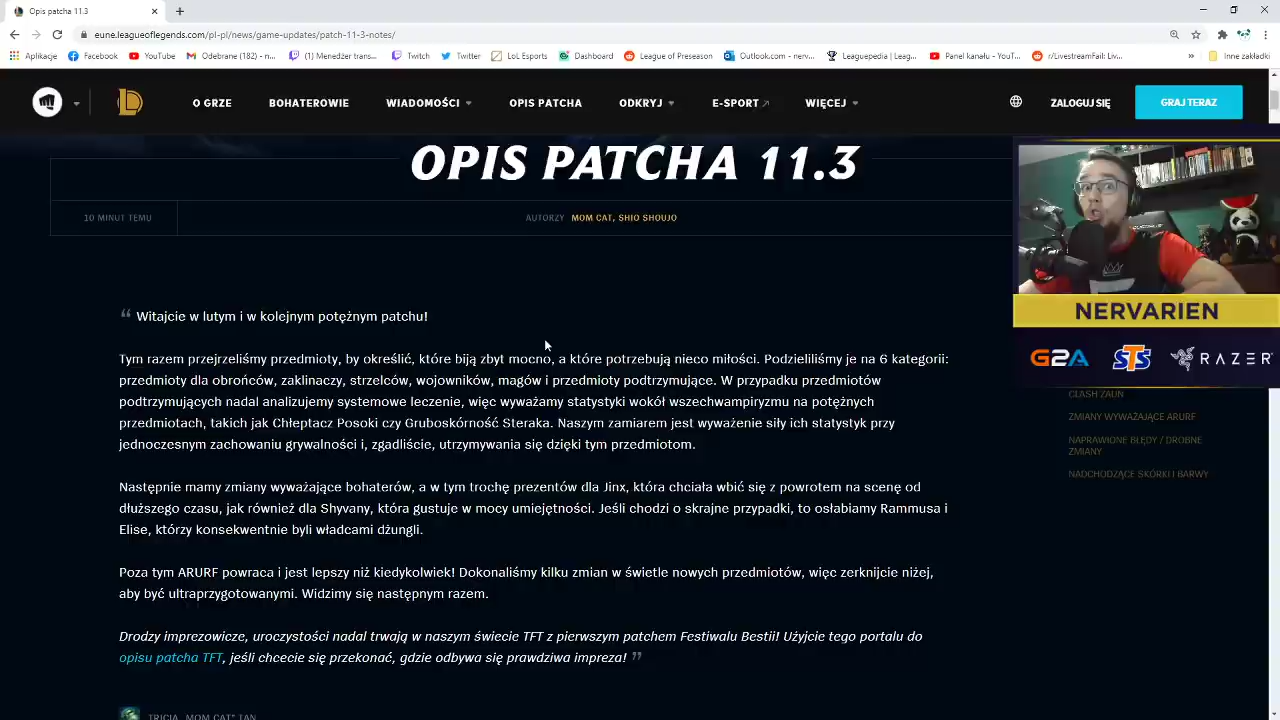 Opis patcha 11.3
eune.leagueoflegends.com/pl-pl/news/game-updates/patch-11-3-notes/
Aplikacje Facebook YouTube Odebrane (182) - n... (1) Menedżer trans... Twitch Twitter LoL Esports Dashboard League of Preseason Outlook.com - nerv... Leaguepedia | Leag... Panel kanału - YouT... r/LivestreamFail: Liv... » Inne zakładki
O GRZE BOHATEROWIE WIADOMOŚCI OPIS PATCHA ODKRYJ E-SPORT WIĘCEJ ZALOGUJ SIĘ GRAJ TERAZ
OPIS PATCHA 11.3
10 MINUT TEMU AUTORZY MOM CAT, SHIO SHOUJO
Witajcie w lutym i w kolejnym potężnym patchu!
Tym razem przejrzeliśmy przedmioty, by określić, które biją zbyt mocno, a które potrzebują nieco miłości. Podzieliliśmy je na 6 kategorii:
przedmioty dla obrońców, zaklinaczy, strzelców, wojowników, magów i przedmioty podtrzymujące. W przypadku przedmiotów
podtrzymujących nadal analizujemy systemowe leczenie, więc wyważamy statystyki wokół wszechwampiryzmu na potężnych
przedmiotach, takich jak Chłeptacz Posoki czy Gruboskórność Steraka. Naszym zamiarem jest wyważenie siły ich statystyk przy
jednoczesnym zachowaniu grywalności i, zgadliście, utrzymywania się dzięki tym przedmiotom.
Następnie mamy zmiany wyważające bohaterów, a w tym trochę prezentów dla Jinx, która chciała wbić się z powrotem na scenę od
dłuższego czasu, jak również dla Shyvany, która gustuje w mocy umiejętności. Jeśli chodzi o skrajne przypadki, to osłabiamy Rammusa i
Elise, którzy konsekwentnie byli władcami dżungli.
Poza tym ARURF powraca i jest lepszy niż kiedykolwiek! Dokonaliśmy kilku zmian w świetle nowych przedmiotów, więc zerknijcie niżej,
aby być ultraprzygotowanymi. Widzimy się następnym razem.
Drodzy imprezowicze, uroczystości nadal trwają w naszym świecie TFT z pierwszym patchem Festiwalu Bestii! Użyjcie tego portalu do
opisu patcha TFT, jeśli chcecie się przekonać, gdzie odbywa się prawdziwa impreza!
TRICIA „MOM CAT" TAN
NERVARIEN
G2A STS RAZER
CLASH ZAUN
ZMIANY WYWAŻAJĄCE ARURF
NAPRAWIONE BŁĘDY / DROBNE
ZMIANY
NADCHODZĄCE SKÓRKI I BARWY